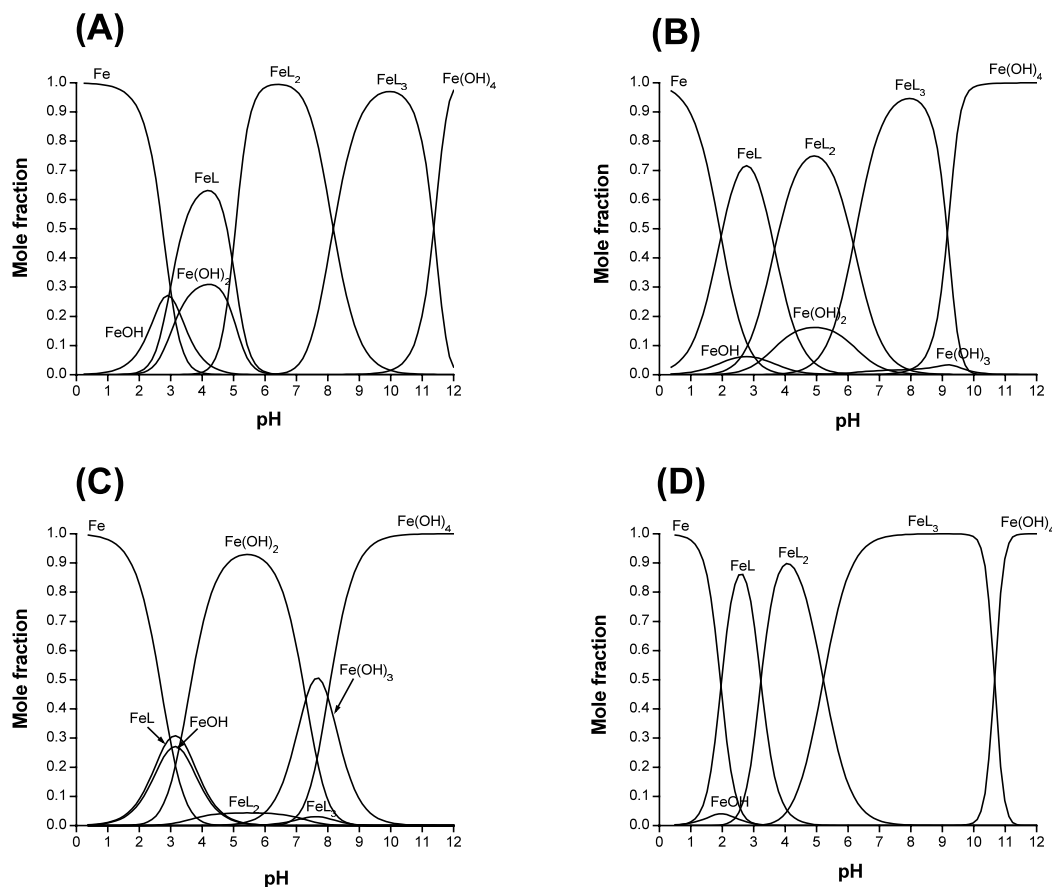 (A)
Fe
FeL₂
FeL₃
Fe(OH)₄
FeL
Fe(OH)₂
FeOH
Mole fraction
1.0
0.9
0.8
0.7
0.6
0.5
0.4
0.3
0.2
0.1
0.0
0 1 2 3 4 5 6 7 8 9 10 11 12
pH
(B)
Fe
Fe(OH)₄
FeL₃
FeL
FeL₂
Fe(OH)₂
FeOH
Fe(OH)₃
Mole fraction
1.0
0.9
0.8
0.7
0.6
0.5
0.4
0.3
0.2
0.1
0.0
0 1 2 3 4 5 6 7 8 9 10 11 12
pH
(C)
Fe
Fe(OH)₂
Fe(OH)₄
Fe(OH)₃
FeL
FeOH
FeL₂
FeL₃
Mole fraction
1.0
0.9
0.8
0.7
0.6
0.5
0.4
0.3
0.2
0.1
0.0
0 1 2 3 4 5 6 7 8 9 10 11 12
pH
(D)
Fe
FeL₃
Fe(OH)₄
FeL
FeL₂
FeOH
Mole fraction
1.0
0.9
0.8
0.7
0.6
0.5
0.4
0.3
0.2
0.1
0.0
0 1 2 3 4 5 6 7 8 9 10 11 12
pH